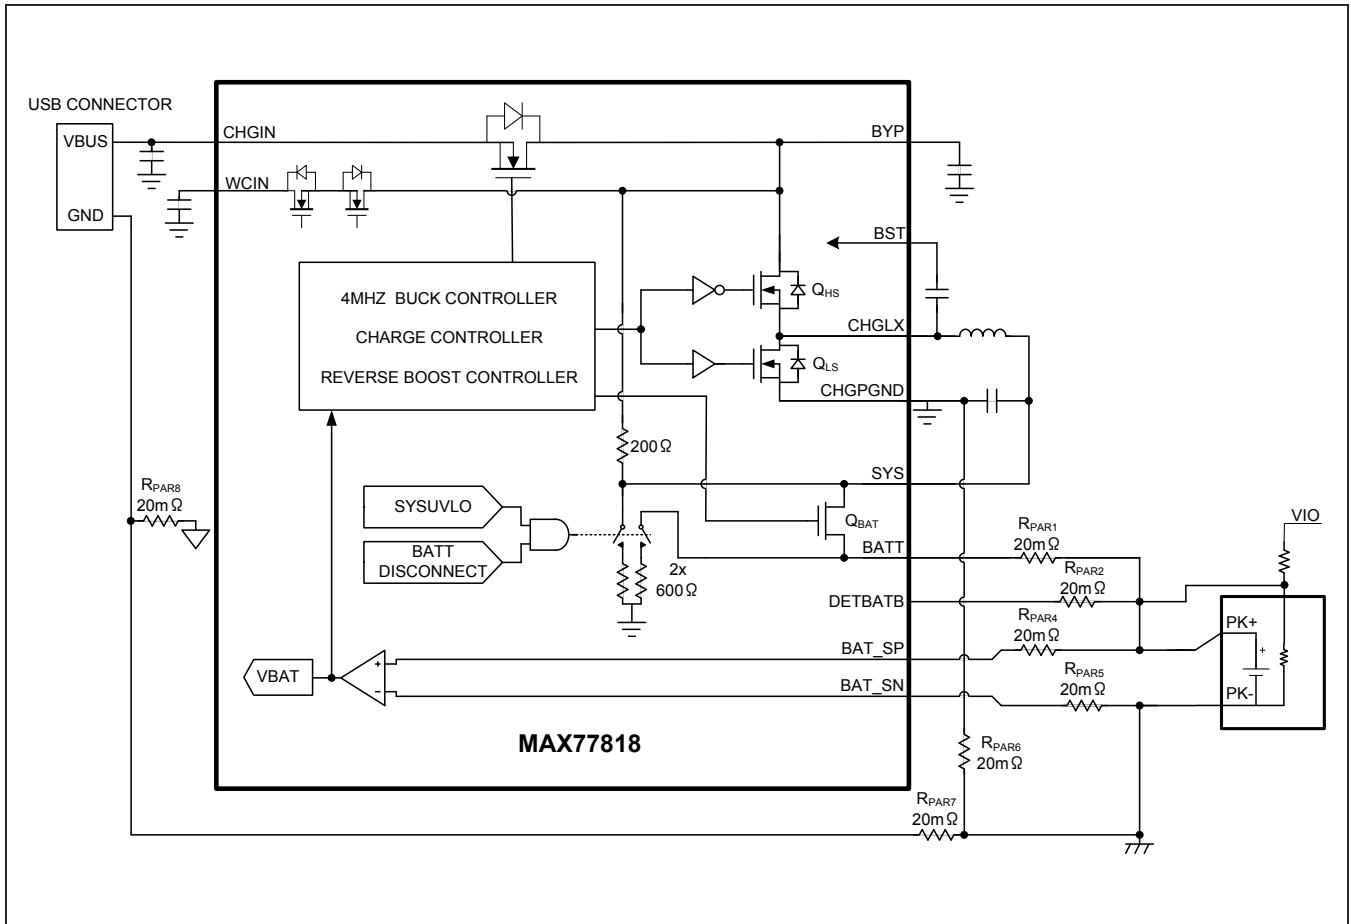 USB CONNECTOR
VBUS
GND
CHGIN
WCIN
BYP
BST
4MHZ BUCK CONTROLLER
CHARGE CONTROLLER
REVERSE BOOST CONTROLLER
QHS
CHGLX
QLS
CHGPGND
200Ω
SYS
RPAR8
20mΩ
SYSUVLO
BATT
DISCONNECT
2x
600Ω
QBAT
BATT
RPAR1
20mΩ
VIO
RPAR2
20mΩ
DETBATB
RPAR4
20mΩ
PK+
+
BAT_SP
VBAT
+
−
BAT_SN
RPAR5
20mΩ
PK-
MAX77818
RPAR6
20mΩ
RPAR7
20mΩ